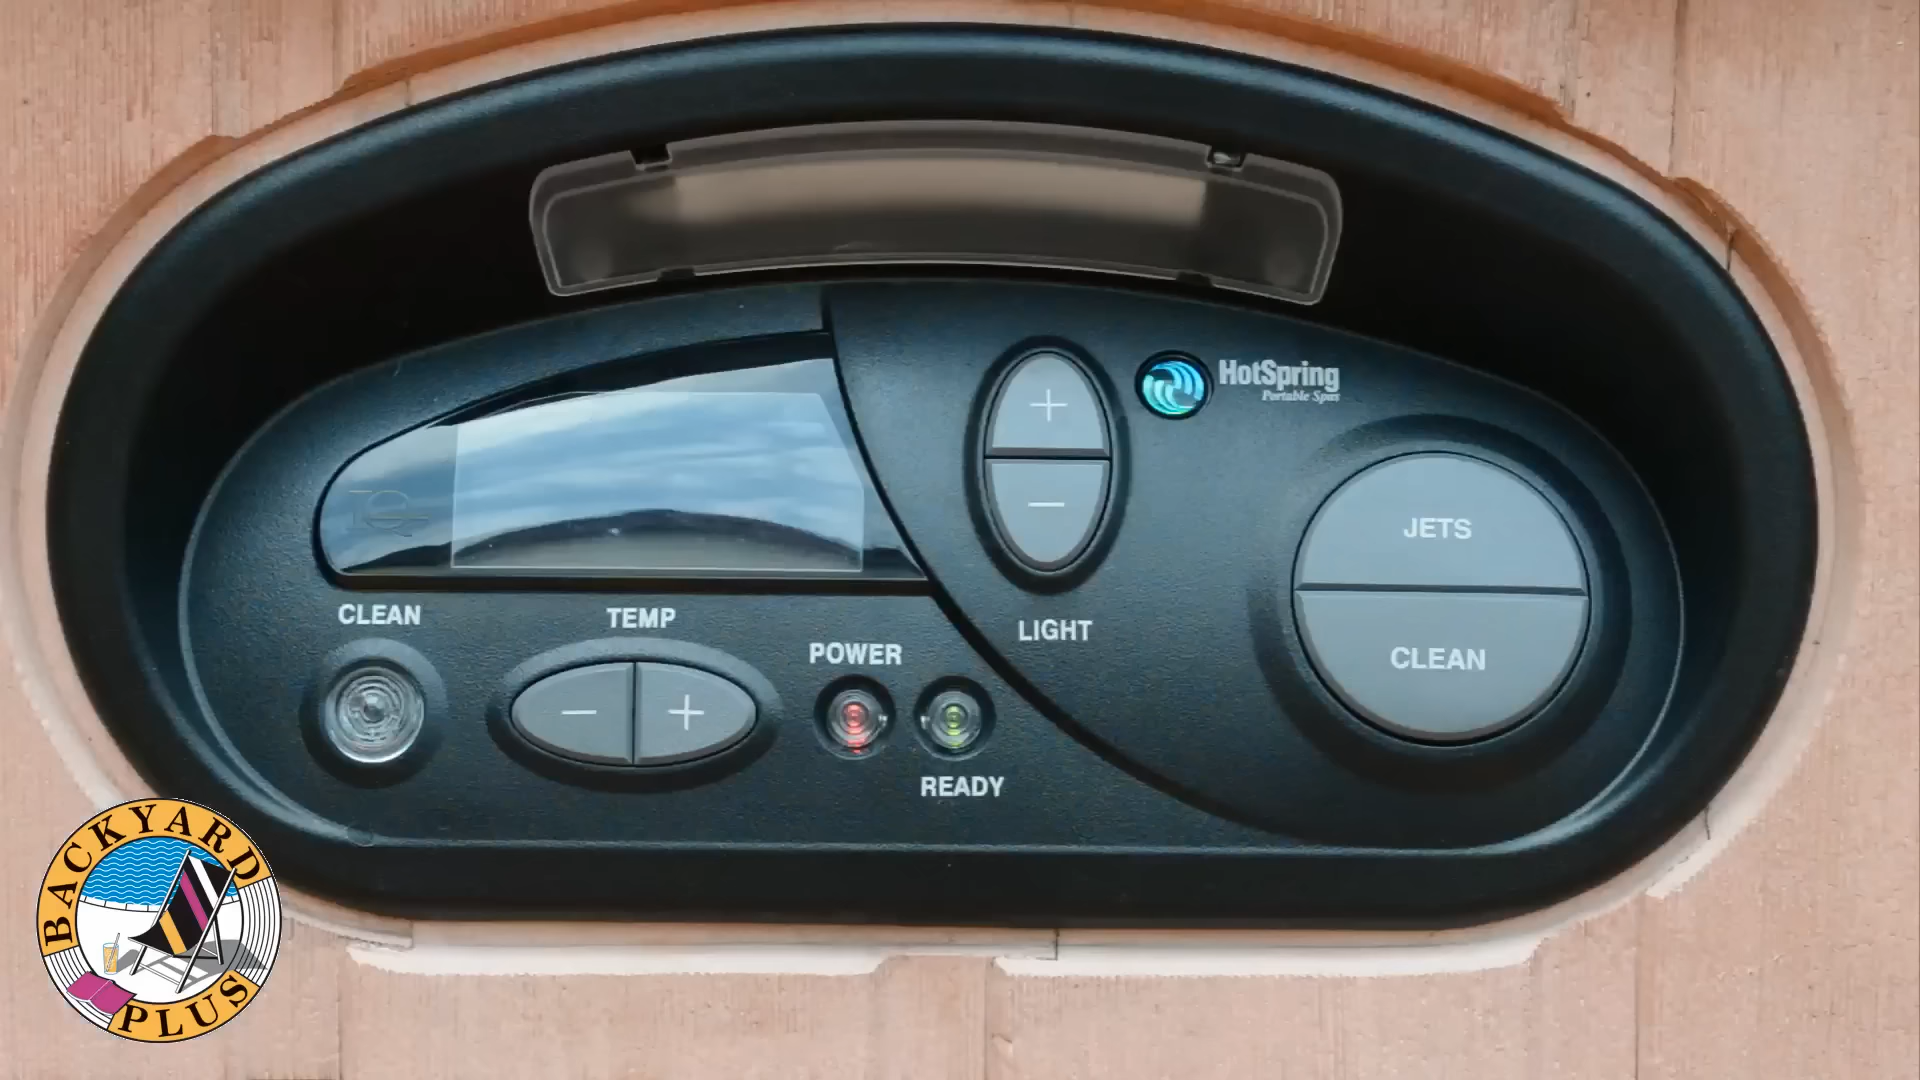 HotSpring
Portable Spas
+
−
LIGHT
JETS
CLEAN
CLEAN
TEMP
− +
POWER
READY
BACKYARD
PLUS